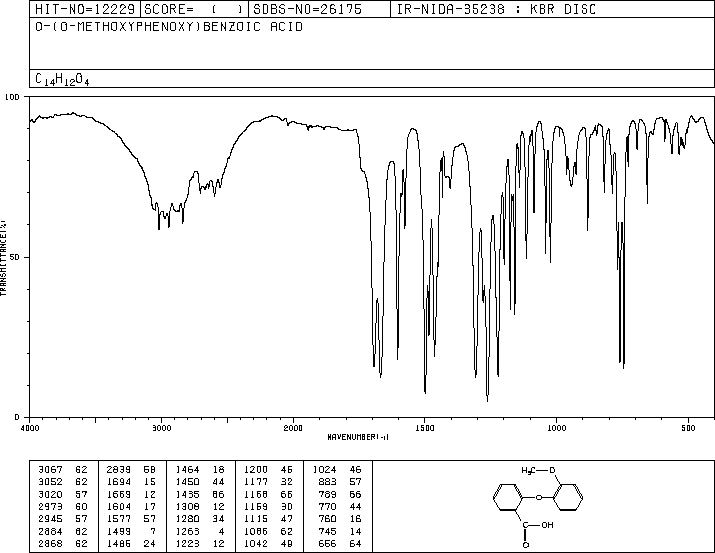 HIT-NO=12229 SCORE= ( ) SDBS-NO=26175 IR-NIDA-35238 : KBR DISC
O-(O-METHOXYPHENOXY)BENZOIC ACID
C14H12O4
100
50
0
TRANSMITTANCE(%)
4000 3000 2000 1500 1000 500
WAVENUMBER(-1)
3067 62 2839 58 1464 18 1200 46 1024 46
3052 62 1694 15 1450 44 1177 32 883 57
3020 57 1669 12 1435 86 1168 66 789 66
2973 60 1604 17 1308 12 1159 30 770 44
2945 57 1577 57 1280 34 1115 47 760 16
2884 62 1499 7 1263 4 1086 62 745 14
2868 62 1486 24 1223 12 1042 49 656 64
H3C O
O
C OH
O